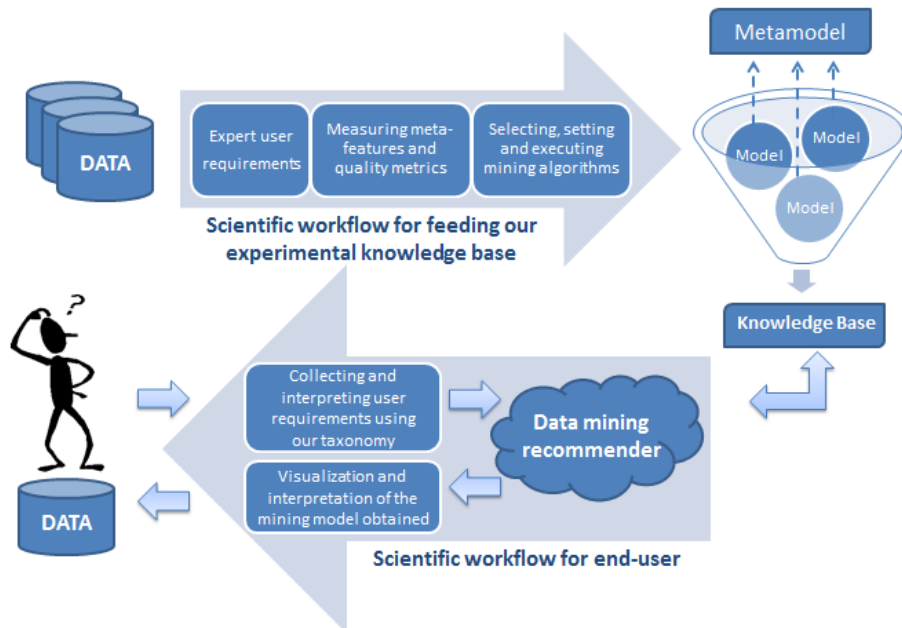 Metamodel
DATA
Expert user
requirements
Measuring meta-
features and
quality metrics
Selecting, setting
and executing
mining algorithms
Model
Model
Model
Scientific workflow for feeding our
experimental knowledge base
Knowledge Base
?
Collecting and
interpreting user
requirements using
our taxonomy
Data mining
recommender
Visualization and
interpretation of the
mining model obtained
DATA
Scientific workflow for end-user